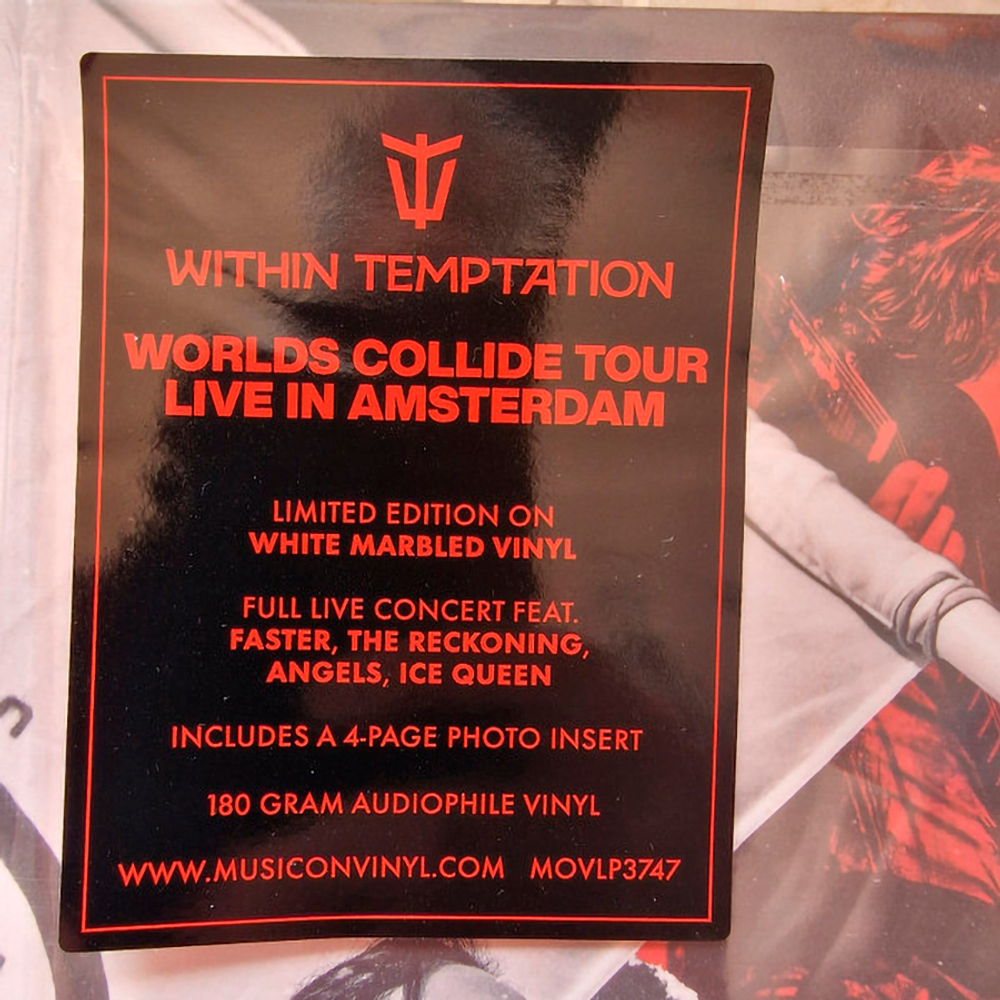 WITHIN TEMPTATION
WORLDS COLLIDE TOUR
LIVE IN AMSTERDAM
LIMITED EDITION ON
WHITE MARBLED VINYL
FULL LIVE CONCERT FEAT.
FASTER, THE RECKONING,
ANGELS, ICE QUEEN
INCLUDES A 4-PAGE PHOTO INSERT
180 GRAM AUDIOPHILE VINYL
WWW.MUSICONVINYL.COM MOVLP3747